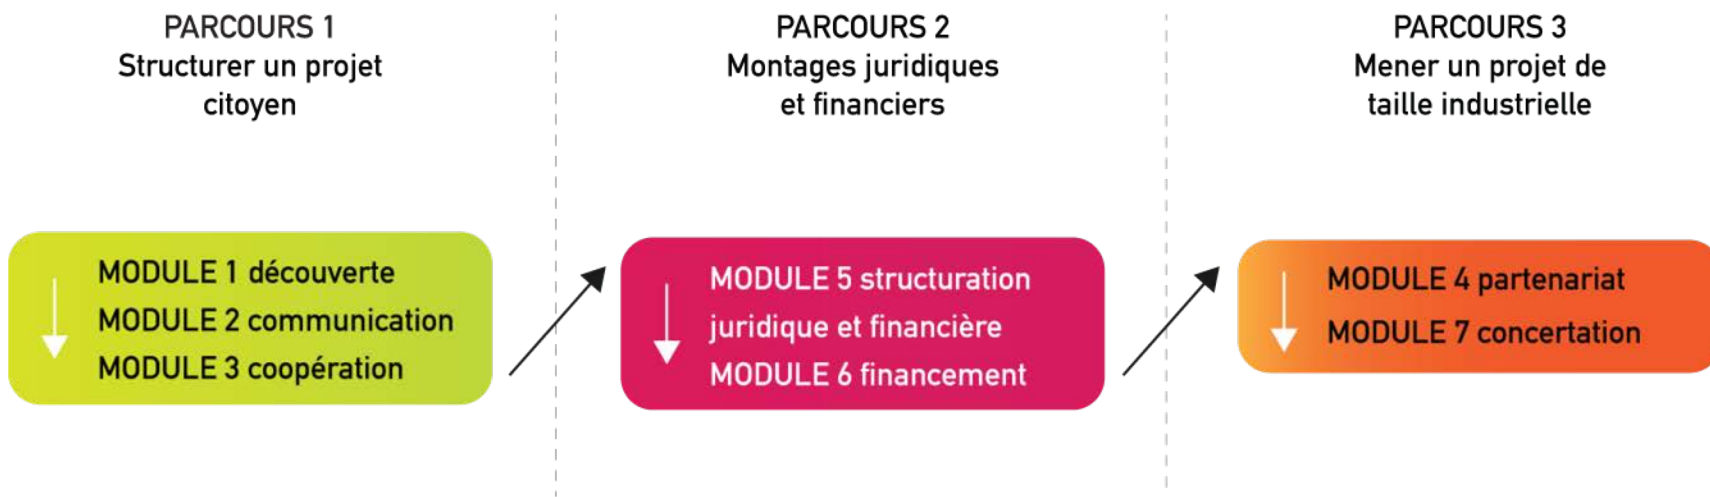 PARCOURS 1
Structurer un projet
citoyen
MODULE 1 découverte
MODULE 2 communication
MODULE 3 coopération
PARCOURS 2
Montages juridiques
et financiers
MODULE 5 structuration
juridique et financière
MODULE 6 financement
PARCOURS 3
Mener un projet de
taille industrielle
MODULE 4 partenariat
MODULE 7 concertation